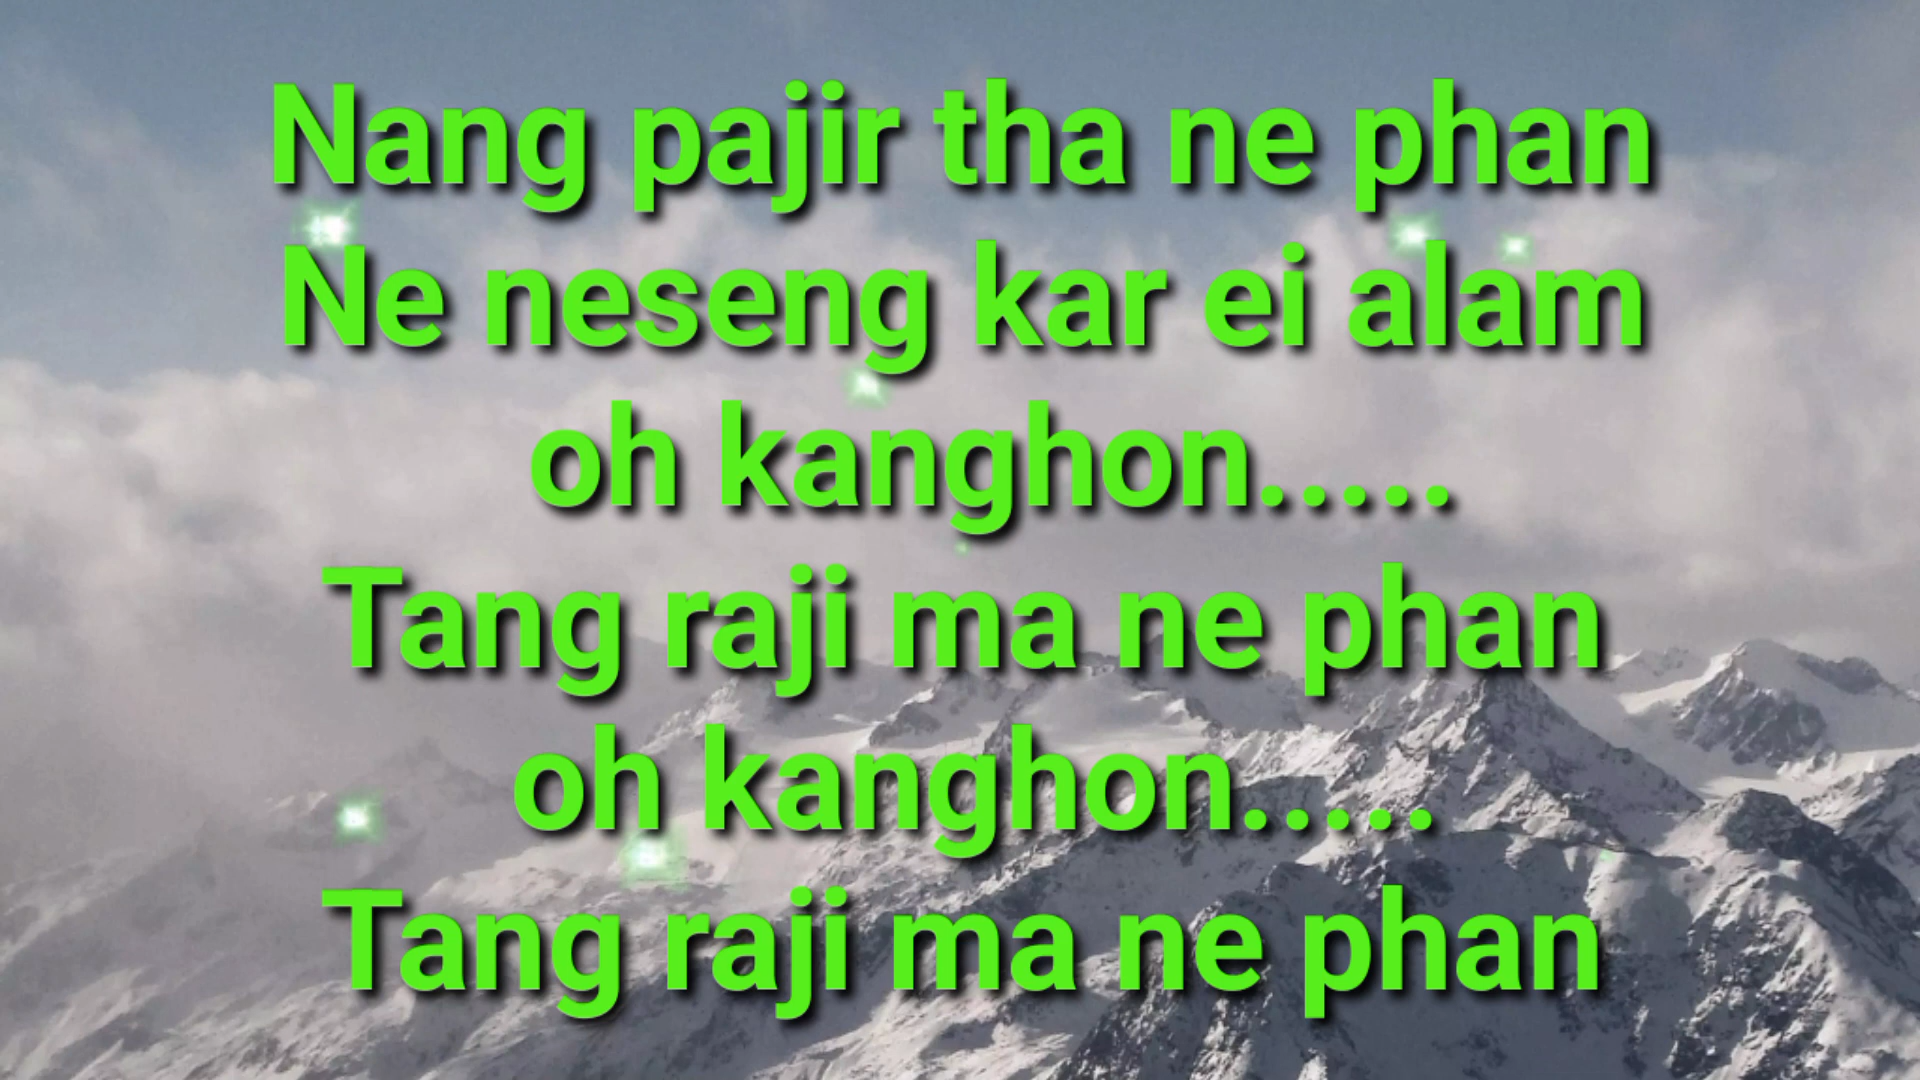 Nang pajir tha ne phan
Ne neseng kar ei alam
oh kanghon.....
Tang raji ma ne phan
oh kanghon.....
Tang raji ma ne phan